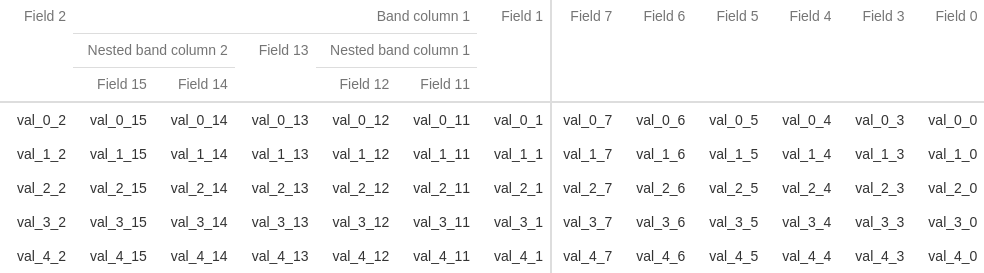 Field 2 Band column 1 Field 1 Field 7 Field 6 Field 5 Field 4 Field 3 Field 0
Nested band column 2 Field 13 Nested band column 1
Field 15 Field 14 Field 12 Field 11
val_0_2 val_0_15 val_0_14 val_0_13 val_0_12 val_0_11 val_0_1 val_0_7 val_0_6 val_0_5 val_0_4 val_0_3 val_0_0
val_1_2 val_1_15 val_1_14 val_1_13 val_1_12 val_1_11 val_1_1 val_1_7 val_1_6 val_1_5 val_1_4 val_1_3 val_1_0
val_2_2 val_2_15 val_2_14 val_2_13 val_2_12 val_2_11 val_2_1 val_2_7 val_2_6 val_2_5 val_2_4 val_2_3 val_2_0
val_3_2 val_3_15 val_3_14 val_3_13 val_3_12 val_3_11 val_3_1 val_3_7 val_3_6 val_3_5 val_3_4 val_3_3 val_3_0
val_4_2 val_4_15 val_4_14 val_4_13 val_4_12 val_4_11 val_4_1 val_4_7 val_4_6 val_4_5 val_4_4 val_4_3 val_4_0